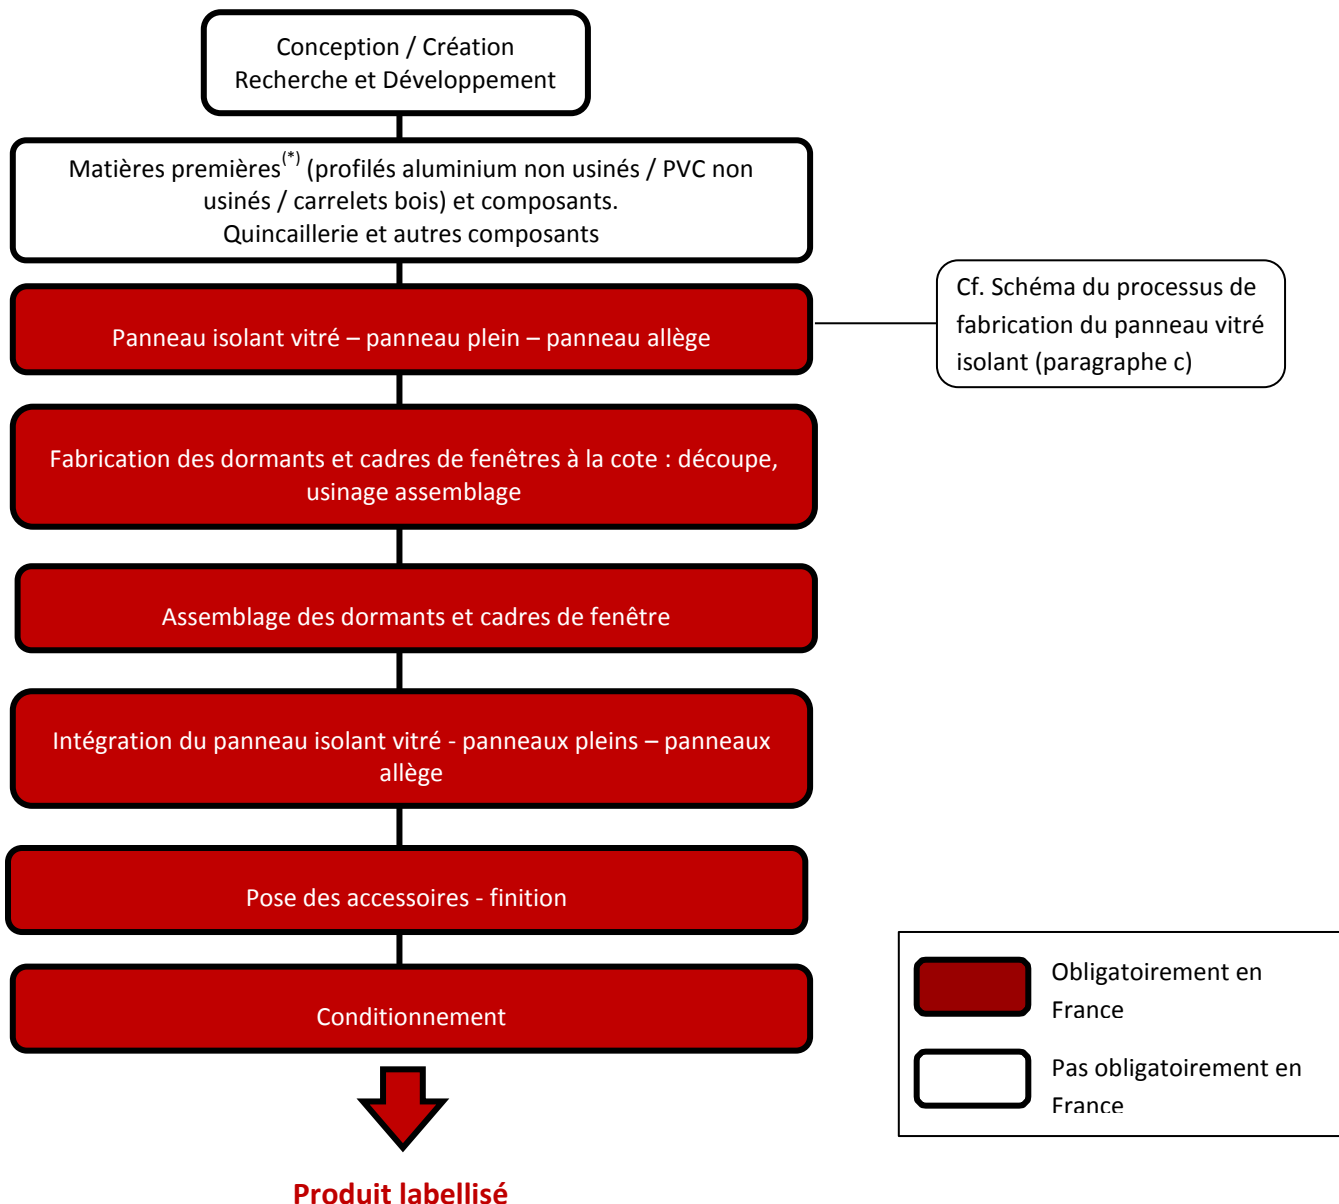 Conception / Création
Recherche et Développement
Matières premières(*) (profilés aluminium non usinés / PVC non
usinés / carrelets bois) et composants.
Quincaillerie et autres composants
Panneau isolant vitré – panneau plein – panneau allège
Cf. Schéma du processus de
fabrication du panneau vitré
isolant (paragraphe c)
Fabrication des dormants et cadres de fenêtres à la cote : découpe,
usinage assemblage
Assemblage des dormants et cadres de fenêtre
Intégration du panneau isolant vitré - panneaux pleins – panneaux
allège
Pose des accessoires - finition
Conditionnement
Obligatoirement en
France
Pas obligatoirement en
France
Produit labellisé